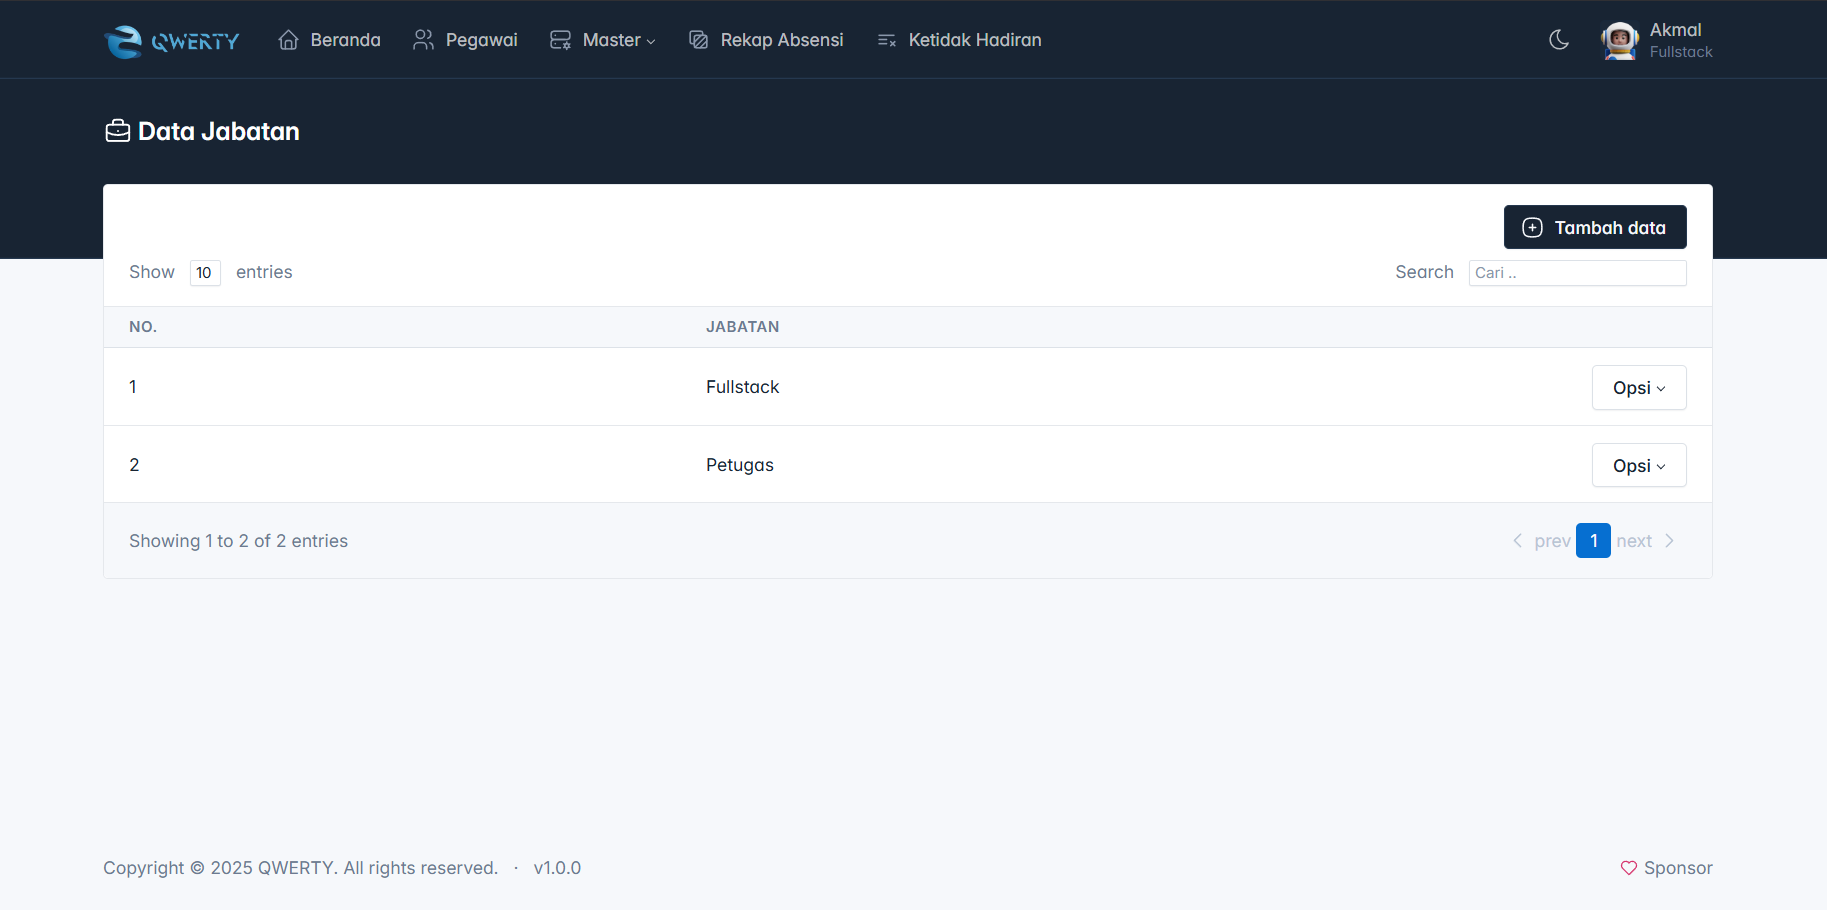 QWERTY Beranda Pegawai Master Rekap Absensi Ketidak Hadiran Akmal
Fullstack
Data Jabatan
Tambah data
Show 10 entries Search Cari ..
NO. JABATAN
1 Fullstack Opsi
2 Petugas Opsi
Showing 1 to 2 of 2 entries prev 1 next
Copyright © 2025 QWERTY. All rights reserved. · v1.0.0 Sponsor